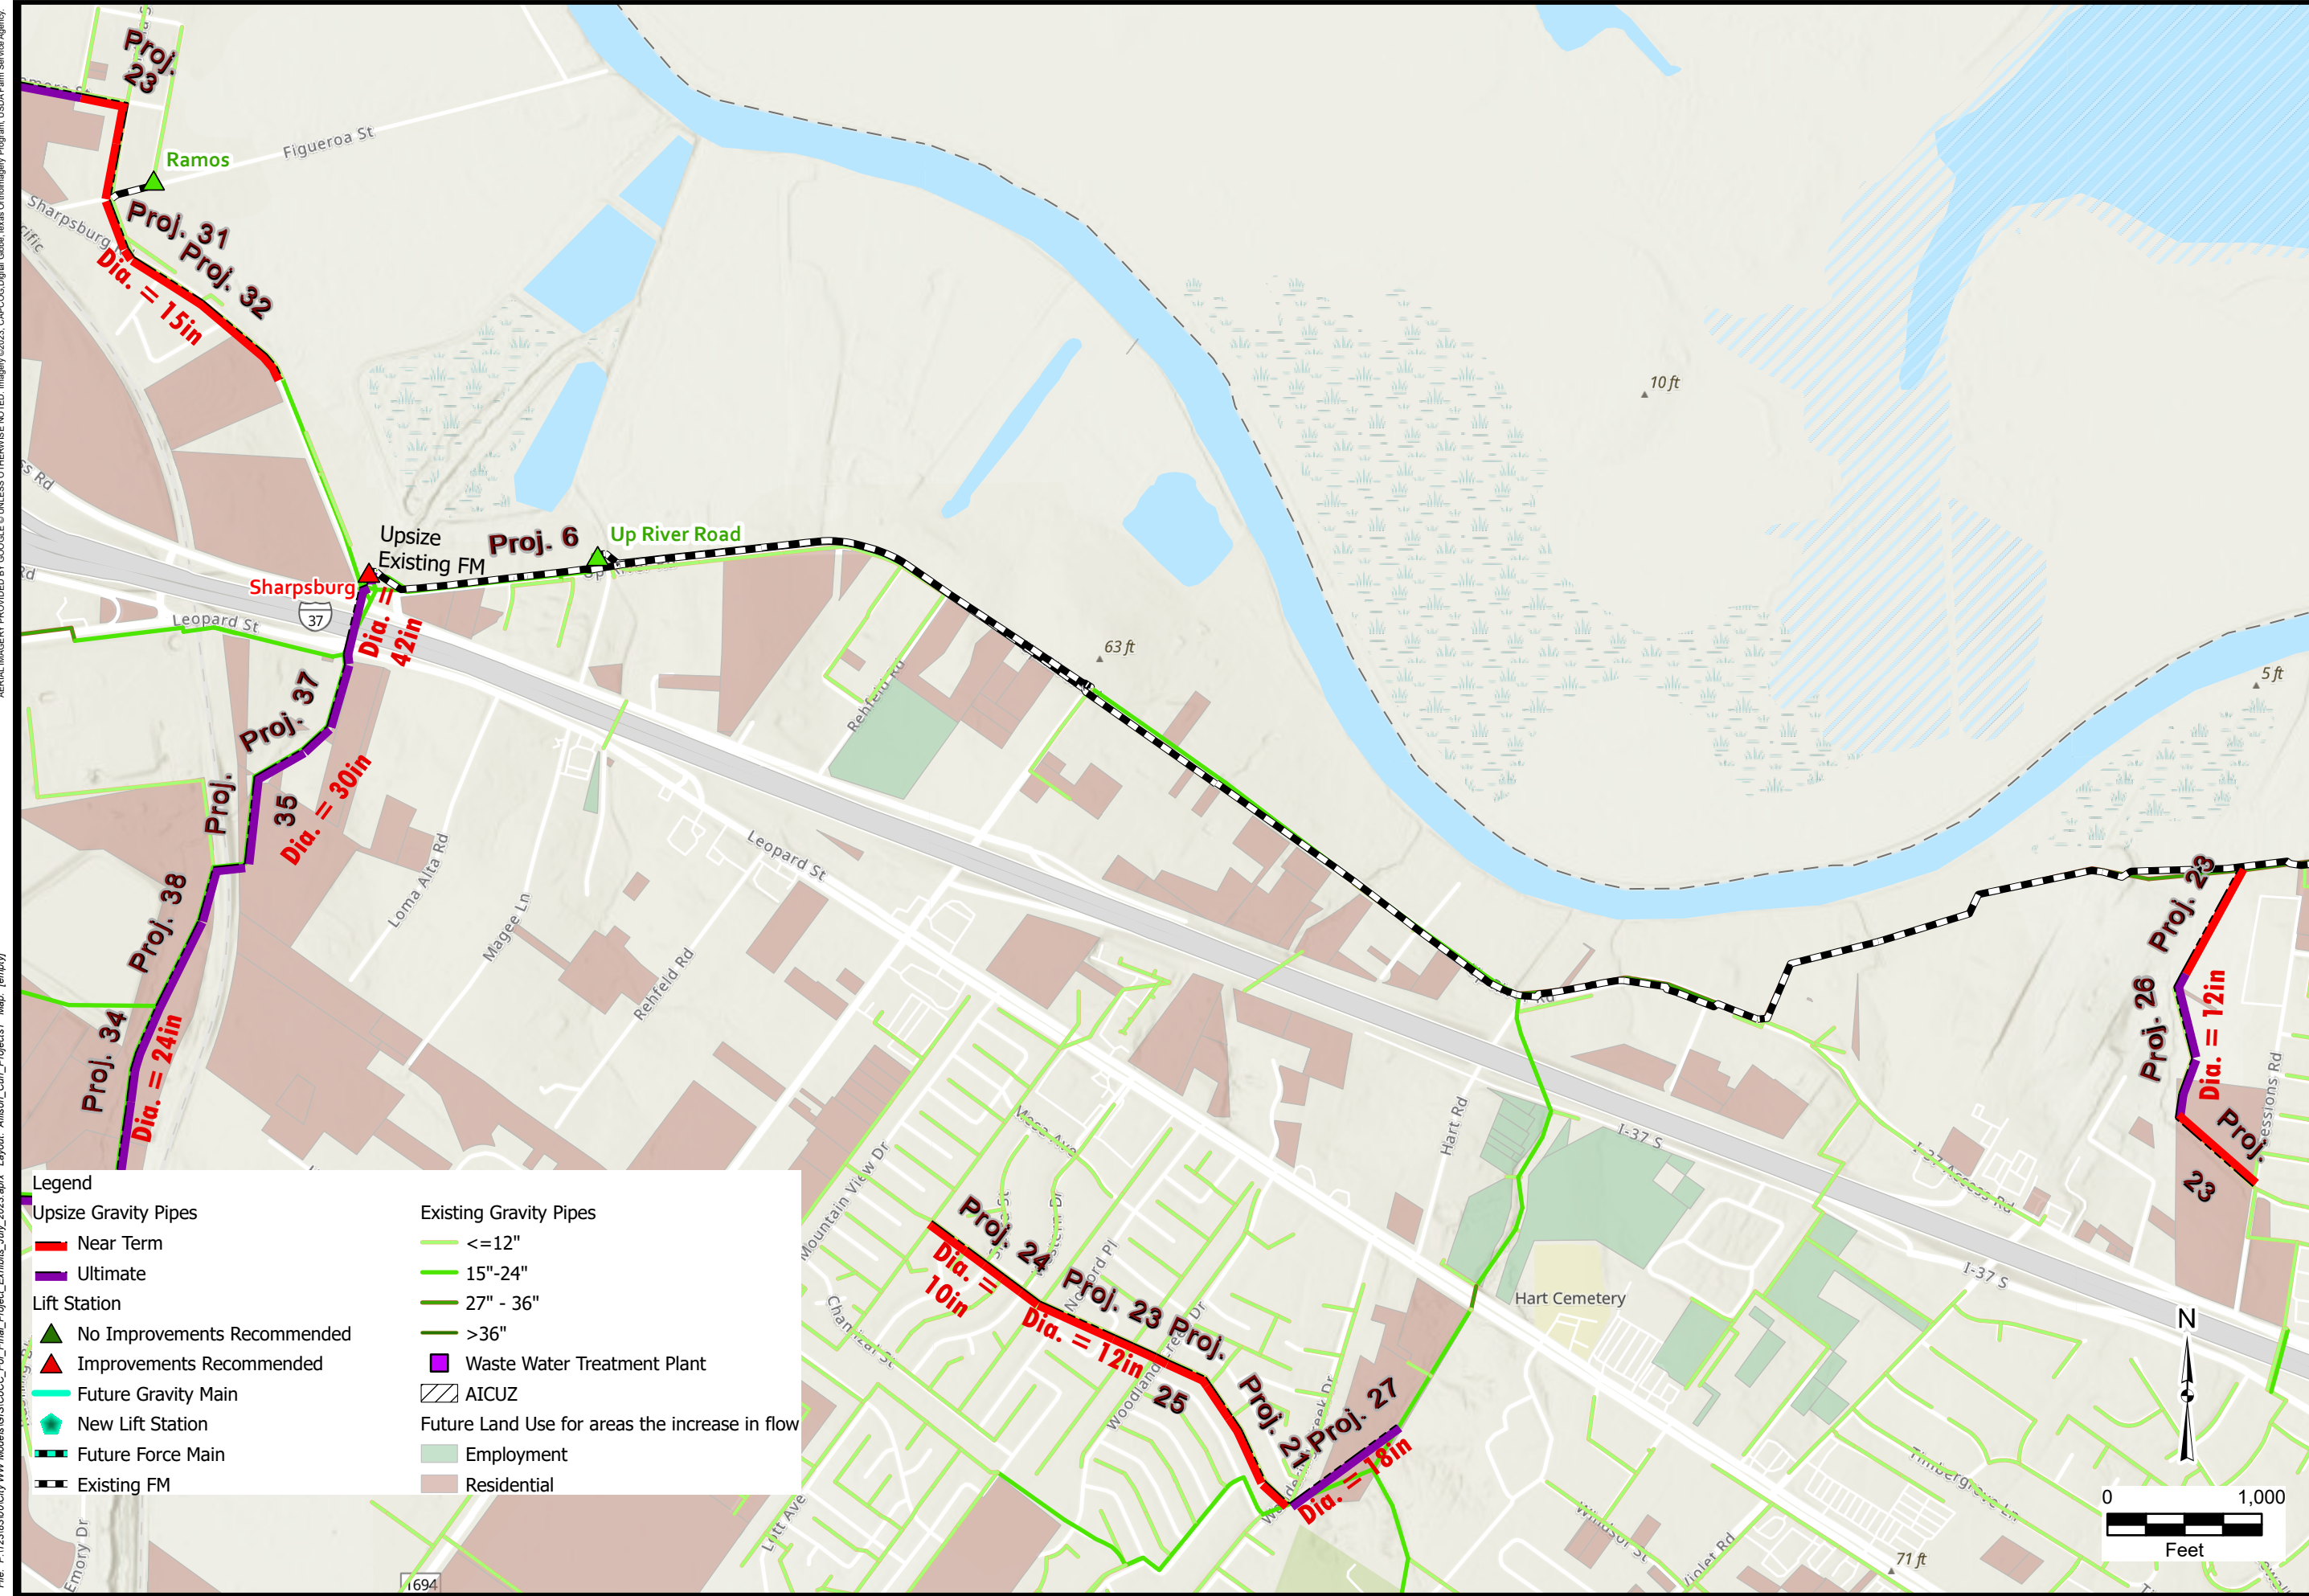 Proj.
23
Figueroa St
Ramos
Sharpsburg
Proj. 31
Proj. 32
Dia. = 15in
10 ft
Upsize
Existing FM
Proj. 6
Up River Road
Sharpsburg
37
Leopard St
Dia. =
42in
63 ft
5 ft
Proj. 37
Rehfeld Rd
Proj.
35
Dia. = 30in
Leopard St
Loma Alta Rd
Proj. 38
Magee Ln
Rehfeld Rd
Proj. 23
Proj. 26
Dia. = 12in
Proj. 34
Dia. = 24in
Hart Rd
I-37 S
I-37 Access Rd
Proj.
23
Mountain View Dr
Proj. 24
Dia. =
10in
Proj. 23
Proj.
25
Dia. = 12in
Chamizal St
I-37 S
Hart Cemetery
Proj. 21
Proj. 27
Dia. = 18in
Lott Ave
Timbergrove Ln
Windsor St
Violet Rd
71 ft
Emory Dr
1694
Legend
Upsize Gravity Pipes
Near Term
Ultimate
Lift Station
No Improvements Recommended
Improvements Recommended
Future Gravity Main
New Lift Station
Future Force Main
Existing FM
Existing Gravity Pipes
<=12"
15"-24"
27" - 36"
>36"
Waste Water Treatment Plant
AICUZ
Future Land Use for areas the increase in flow
Employment
Residential
N
0 1,000
Feet